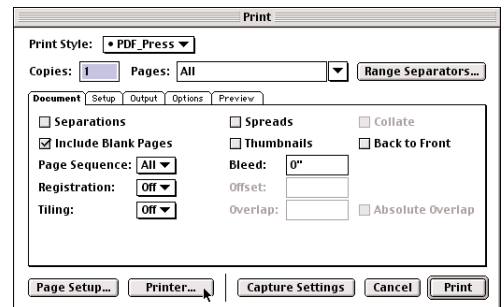 Print
Print Style: • PDF_Press
Copies: 1 Pages: All Range Separators...
Document Setup Output Options Preview
Separations Spreads Collate
Include Blank Pages Thumbnails Back to Front
Page Sequence: All Bleed: 0"
Registration: Off Offset:
Tiling: Off Overlap: Absolute Overlap
Page Setup... Printer... Capture Settings Cancel Print